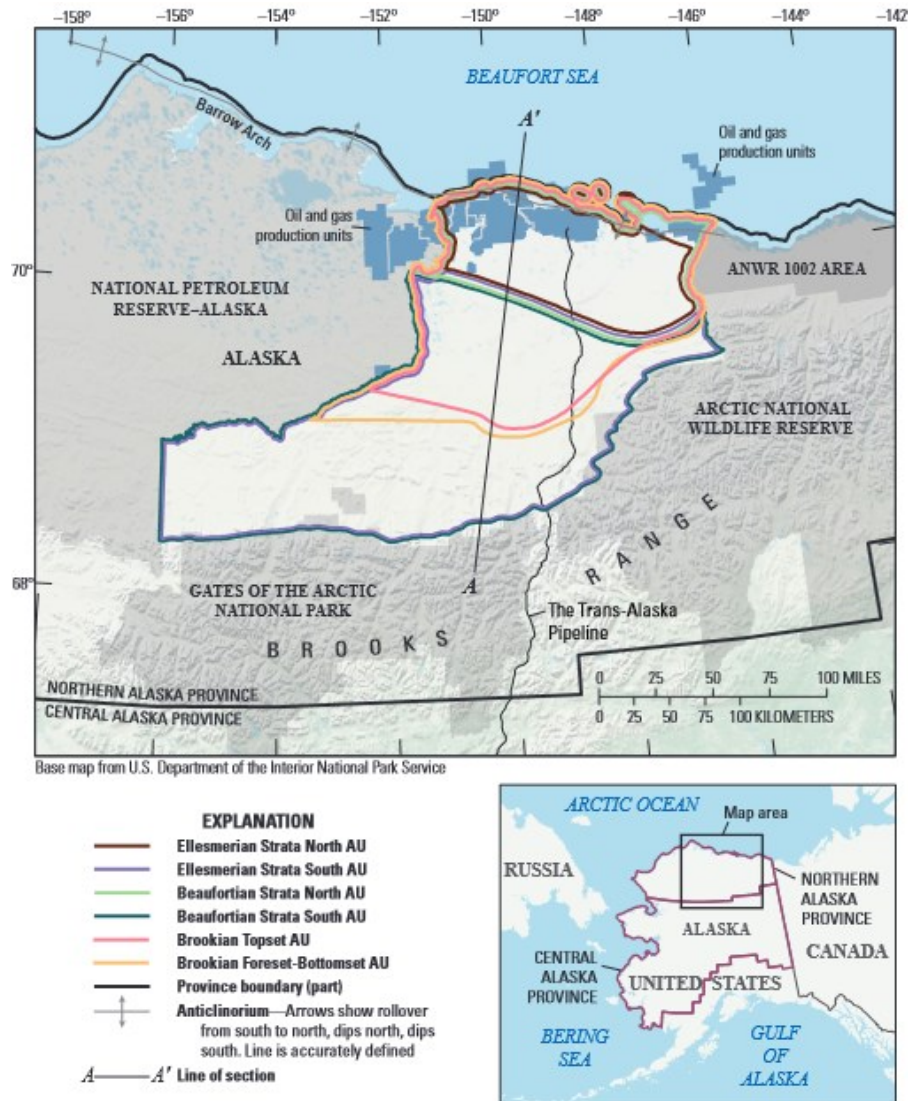 −158° −156° −152° −150° −148° −146° −142°
BEAUFORT SEA
A'
Barrow Arch
Oil and gas
production units
Oil and gas
production units
70°
ANWR 1002 AREA
NATIONAL PETROLEUM
RESERVE–ALASKA
ALASKA
ARCTIC NATIONAL
WILDLIFE RESERVE
68°
A
GATES OF THE ARCTIC
NATIONAL PARK
The Trans-Alaska
Pipeline
BROOKS RANGE
0 25 50 75 100 MILES
0 25 50 75 100 KILOMETERS
NORTHERN ALASKA PROVINCE
CENTRAL ALASKA PROVINCE
Base map from U.S. Department of the Interior National Park Service
EXPLANATION
Ellesmerian Strata North AU
Ellesmerian Strata South AU
Beaufortian Strata North AU
Beaufortian Strata South AU
Brookian Topset AU
Brookian Foreset-Bottomset AU
Province boundary (part)
Anticlinorium—Arrows show rollover
from south to north, dips north, dips
south. Line is accurately defined
A A' Line of section
ARCTIC OCEAN
Map area
RUSSIA
NORTHERN
ALASKA
PROVINCE
ALASKA
CANADA
CENTRAL
ALASKA
PROVINCE
UNITED STATES
BERING
SEA
GULF
OF
ALASKA